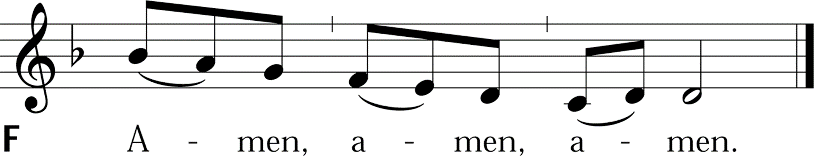 F A - men, a - men, a - men.